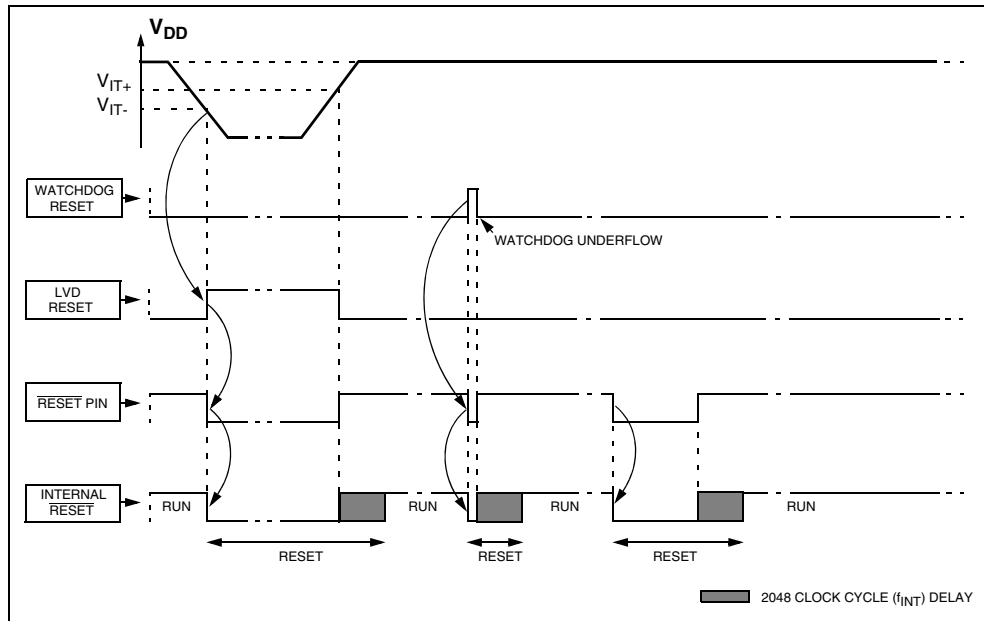 VDD
VIT+
VIT-
WATCHDOG
RESET
WATCHDOG UNDERFLOW
LVD
RESET
RESET PIN
INTERNAL
RESET
RUN
RUN
RUN
RUN
RESET
RESET
RESET
2048 CLOCK CYCLE (fINT) DELAY